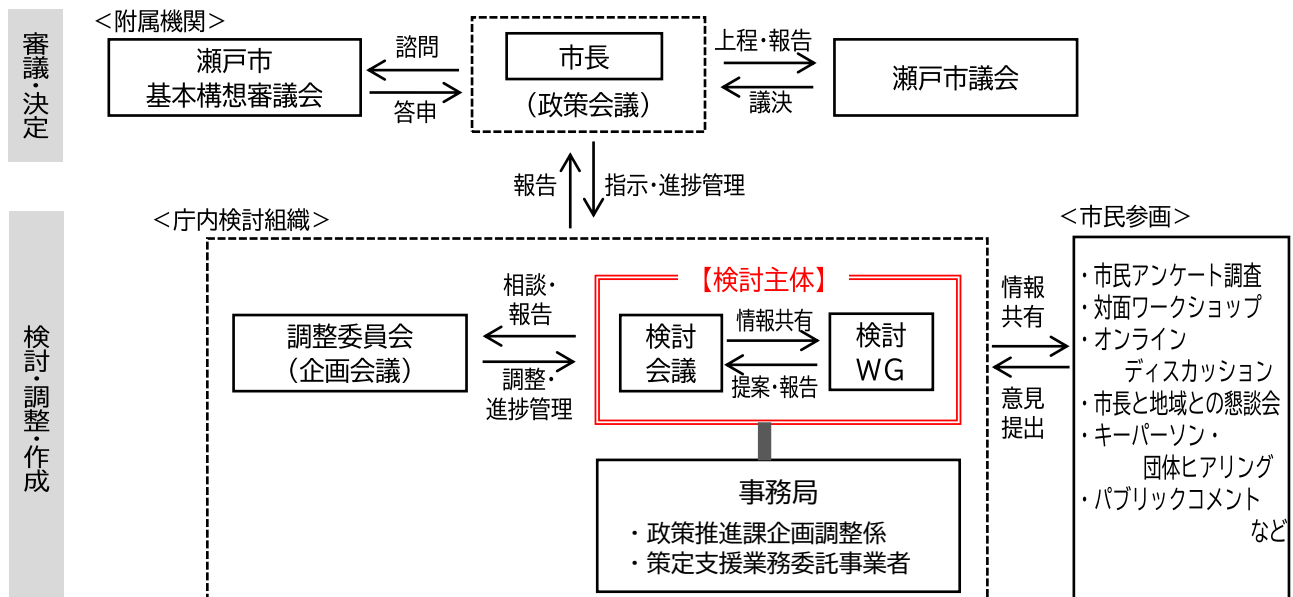 審議・決定
＜附属機関＞
瀬戸市
基本構想審議会
諮問
答申
市長
（政策会議）
上程・報告
議決
瀬戸市議会
報告
指示・進捗管理
検討・調整・作成
＜庁内検討組織＞
調整委員会
（企画会議）
相談・
報告
調整・
進捗管理
【検討主体】
検討
会議
情報共有
提案・報告
検討
ＷＧ
事務局
・政策推進課企画調整係
・策定支援業務委託事業者
情報
共有
意見
提出
＜市民参画＞
・市民アンケート調査
・対面ワークショップ
・オンライン
ディスカッション
・市長と地域との懇談会
・キーパーソン・
団体ヒアリング
・パブリックコメント
など